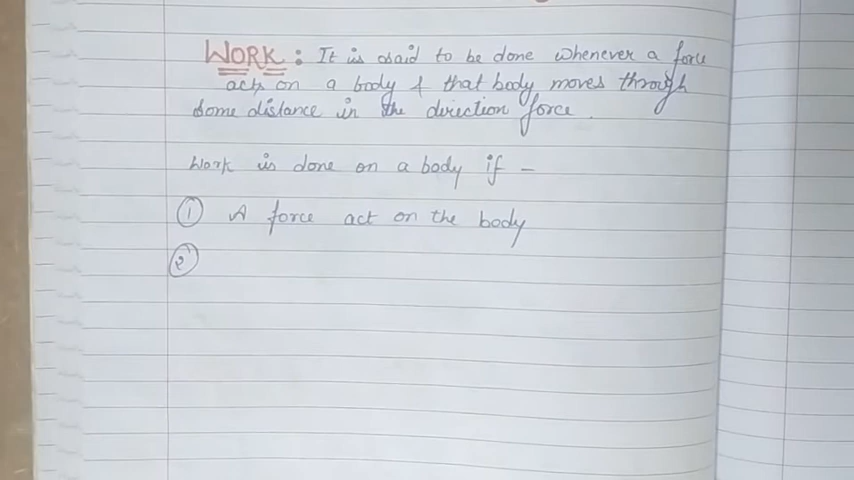 WORK : It is said to be done whenever a force
acts on a body & that body moves through
some distance in the direction force.
Work is done on a body if -
① A force act on the body
②